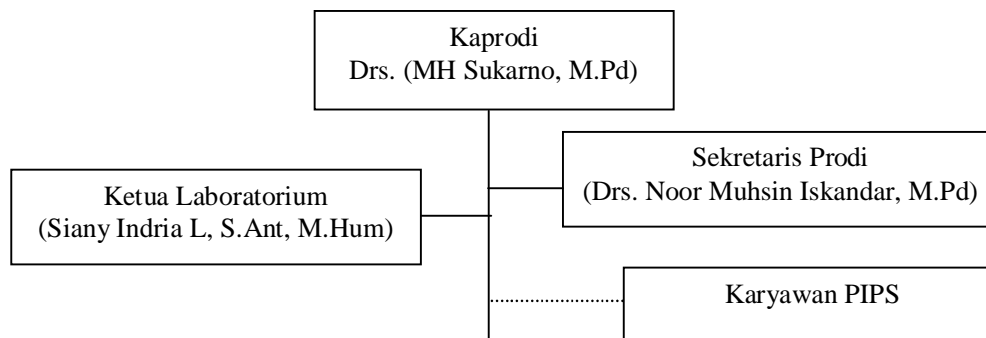 Kaprodi
Drs. (MH Sukarno, M.Pd)
Sekretaris Prodi
(Drs. Noor Muhsin Iskandar, M.Pd)
Ketua Laboratorium
(Siany Indria L, S.Ant, M.Hum)
Karyawan PIPS